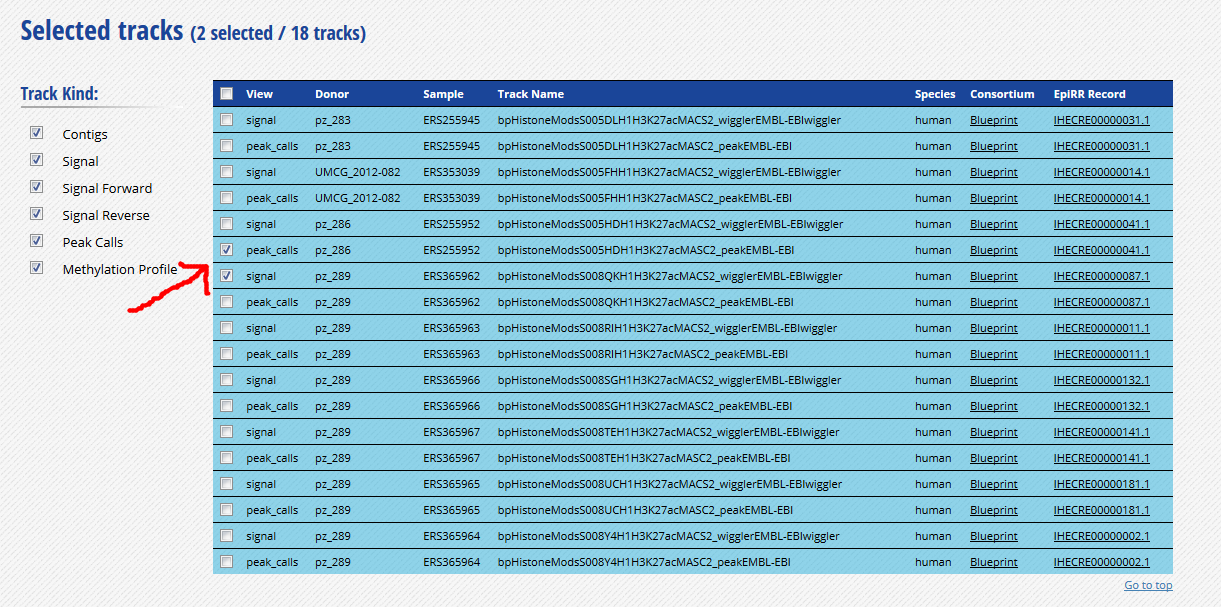 Selected tracks (2 selected / 18 tracks)
Track Kind:
Contigs
Signal
Signal Forward
Signal Reverse
Peak Calls
Methylation Profile
View Donor Sample Track Name Species Consortium EpiRR Record
signal pz_283 ERS255945 bpHistoneModsS005DLH1H3K27acMACS2_wigglerEMBL-EBIwiggler human Blueprint IHECRE00000031.1
peak_calls pz_283 ERS255945 bpHistoneModsS005DLH1H3K27acMASC2_peakEMBL-EBI human Blueprint IHECRE00000031.1
signal UMCG_2012-082 ERS353039 bpHistoneModsS005FHH1H3K27acMACS2_wigglerEMBL-EBIwiggler human Blueprint IHECRE00000014.1
peak_calls UMCG_2012-082 ERS353039 bpHistoneModsS005FHH1H3K27acMASC2_peakEMBL-EBI human Blueprint IHECRE00000014.1
signal pz_286 ERS255952 bpHistoneModsS005HDH1H3K27acMACS2_wigglerEMBL-EBIwiggler human Blueprint IHECRE00000041.1
peak_calls pz_286 ERS255952 bpHistoneModsS005HDH1H3K27acMASC2_peakEMBL-EBI human Blueprint IHECRE00000041.1
signal pz_289 ERS365962 bpHistoneModsS008QKH1H3K27acMACS2_wigglerEMBL-EBIwiggler human Blueprint IHECRE00000087.1
peak_calls pz_289 ERS365962 bpHistoneModsS008QKH1H3K27acMASC2_peakEMBL-EBI human Blueprint IHECRE00000087.1
signal pz_289 ERS365963 bpHistoneModsS008RIH1H3K27acMACS2_wigglerEMBL-EBIwiggler human Blueprint IHECRE00000011.1
peak_calls pz_289 ERS365963 bpHistoneModsS008RIH1H3K27acMASC2_peakEMBL-EBI human Blueprint IHECRE00000011.1
signal pz_289 ERS365966 bpHistoneModsS008SGH1H3K27acMACS2_wigglerEMBL-EBIwiggler human Blueprint IHECRE00000132.1
peak_calls pz_289 ERS365966 bpHistoneModsS008SGH1H3K27acMASC2_peakEMBL-EBI human Blueprint IHECRE00000132.1
signal pz_289 ERS365967 bpHistoneModsS008TEH1H3K27acMACS2_wigglerEMBL-EBIwiggler human Blueprint IHECRE00000141.1
peak_calls pz_289 ERS365967 bpHistoneModsS008TEH1H3K27acMASC2_peakEMBL-EBI human Blueprint IHECRE00000141.1
signal pz_289 ERS365965 bpHistoneModsS008UCH1H3K27acMACS2_wigglerEMBL-EBIwiggler human Blueprint IHECRE00000181.1
peak_calls pz_289 ERS365965 bpHistoneModsS008UCH1H3K27acMASC2_peakEMBL-EBI human Blueprint IHECRE00000181.1
signal pz_289 ERS365964 bpHistoneModsS008Y4H1H3K27acMACS2_wigglerEMBL-EBIwiggler human Blueprint IHECRE00000002.1
peak_calls pz_289 ERS365964 bpHistoneModsS008Y4H1H3K27acMASC2_peakEMBL-EBI human Blueprint IHECRE00000002.1
Go to top